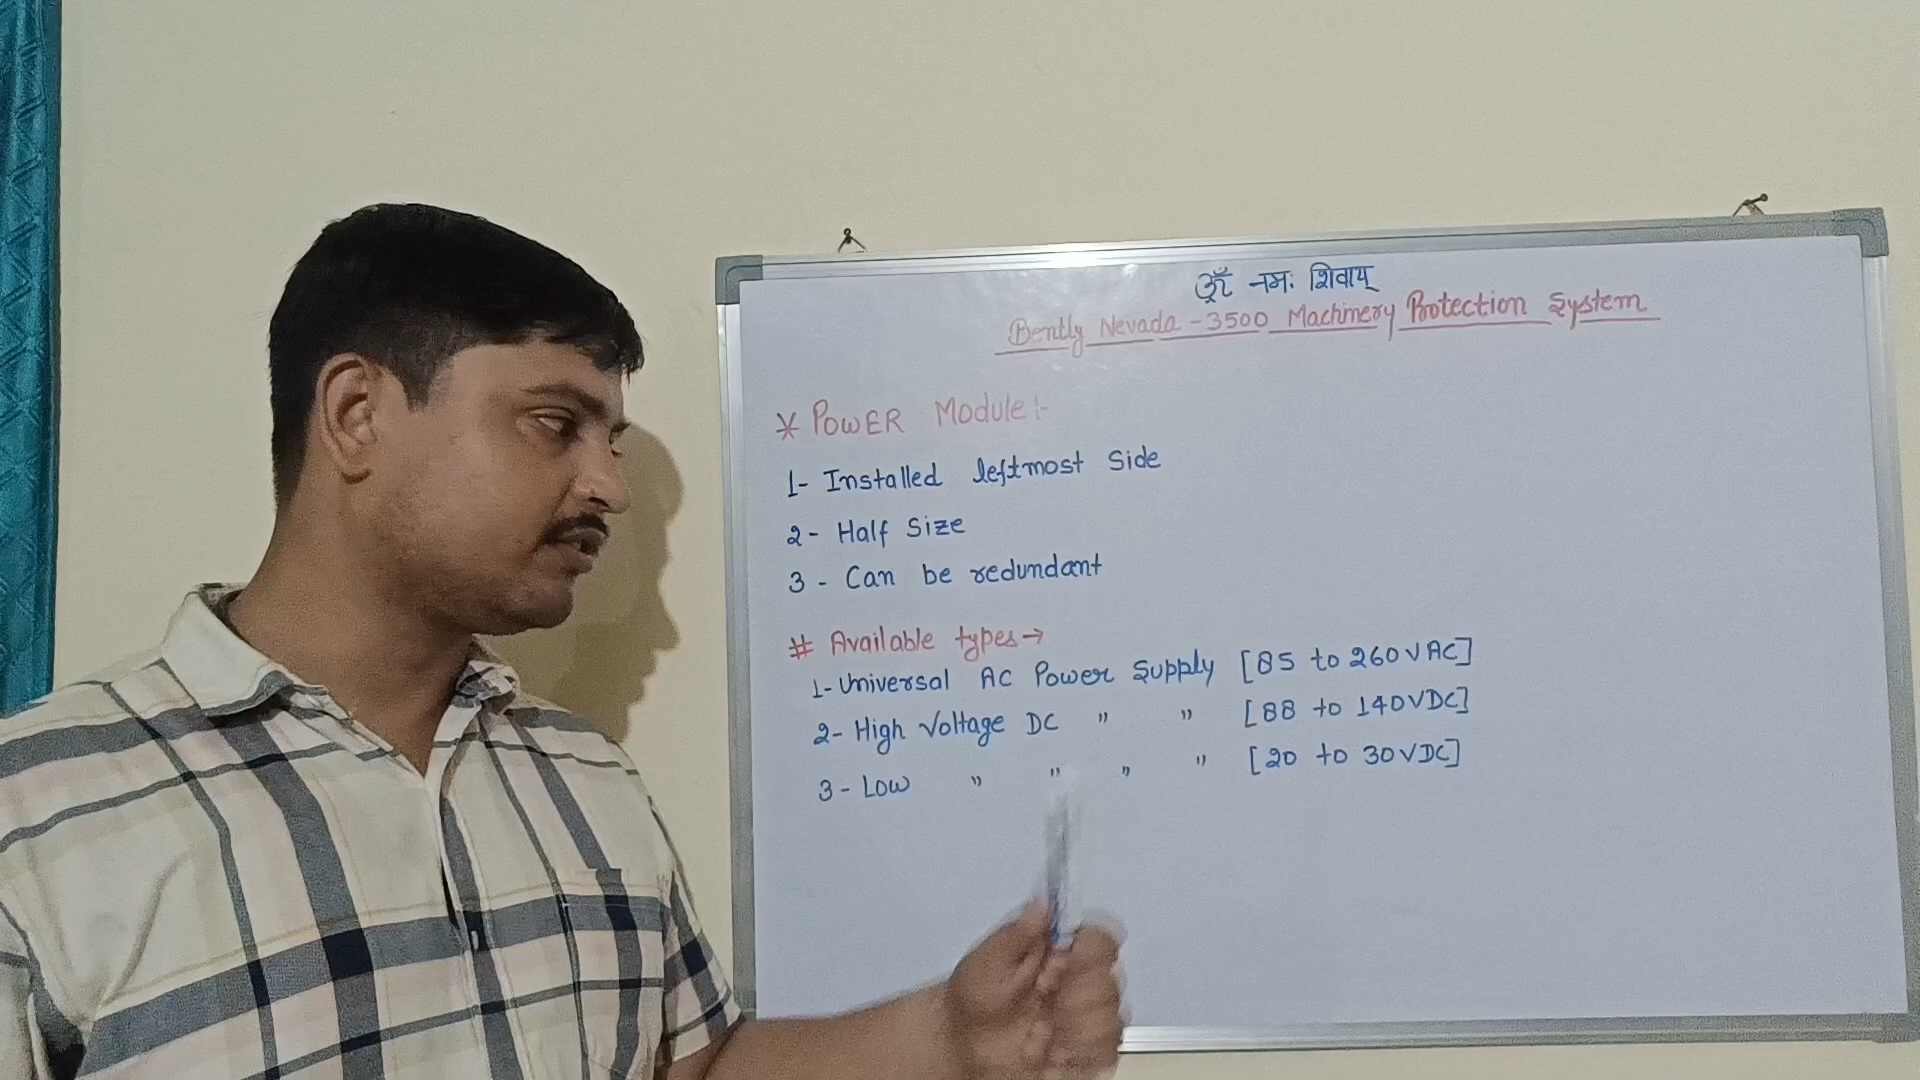 ॐ नमः शिवाय्
Bently Nevada - 3500 Machinery Protection System
* POWER Module:-
1- Installed leftmost Side
2- Half Size
3- Can be redundant
# Available types→
1- Universal AC Power Supply [85 to 260VAC]
2- High Voltage DC " " [88 to 140VDC]
3- Low " " " " [20 to 30VDC]